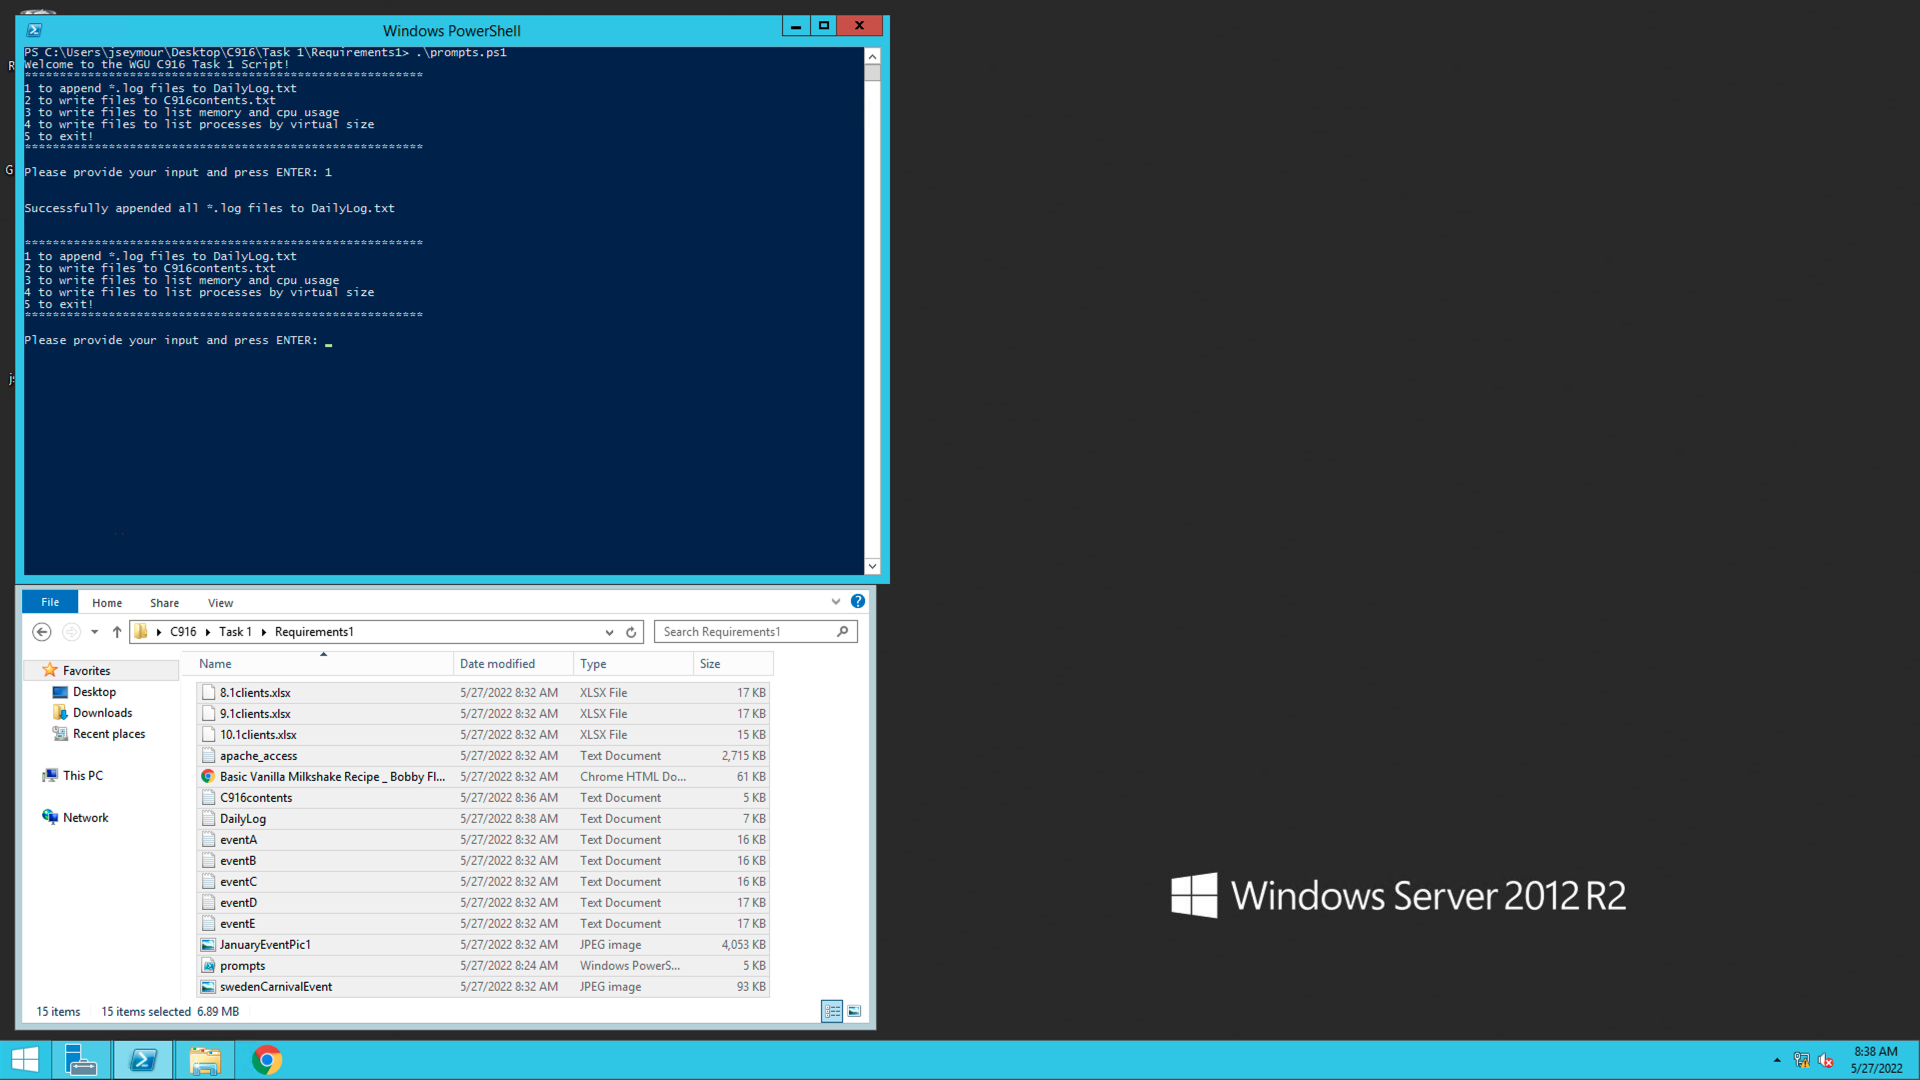 Windows PowerShell
PS C:\Users\jseymour\Desktop\C916\Task 1\Requirements1> .\prompts.ps1
Welcome to the WGU C916 Task 1 Script!
*********************************************************
1 to append *.log files to DailyLog.txt
2 to write files to C916contents.txt
3 to write files to list memory and cpu usage
4 to write files to list processes by virtual size
5 to exit!
*********************************************************
Please provide your input and press ENTER: 1
Successfully appended all *.log files to DailyLog.txt
*********************************************************
1 to append *.log files to DailyLog.txt
2 to write files to C916contents.txt
3 to write files to list memory and cpu usage
4 to write files to list processes by virtual size
5 to exit!
*********************************************************
Please provide your input and press ENTER: _
R
G
File Home Share View
C916 Task 1 Requirements1 Search Requirements1
Name Date modified Type Size
Favorites
Desktop
Downloads
Recent places
This PC
Network
8.1clients.xlsx 5/27/2022 8:32 AM XLSX File 17 KB
9.1clients.xlsx 5/27/2022 8:32 AM XLSX File 17 KB
10.1clients.xlsx 5/27/2022 8:32 AM XLSX File 15 KB
apache_access 5/27/2022 8:32 AM Text Document 2,715 KB
Basic Vanilla Milkshake Recipe _ Bobby Fl... 5/27/2022 8:32 AM Chrome HTML Do... 61 KB
C916contents 5/27/2022 8:36 AM Text Document 5 KB
DailyLog 5/27/2022 8:38 AM Text Document 7 KB
eventA 5/27/2022 8:32 AM Text Document 16 KB
eventB 5/27/2022 8:32 AM Text Document 16 KB
eventC 5/27/2022 8:32 AM Text Document 16 KB
eventD 5/27/2022 8:32 AM Text Document 17 KB
eventE 5/27/2022 8:32 AM Text Document 17 KB
JanuaryEventPic1 5/27/2022 8:32 AM JPEG image 4,053 KB
prompts 5/27/2022 8:24 AM Windows PowerS... 5 KB
swedenCarnivalEvent 5/27/2022 8:32 AM JPEG image 93 KB
15 items 15 items selected 6.89 MB
Windows Server 2012 R2
8:38 AM
5/27/2022